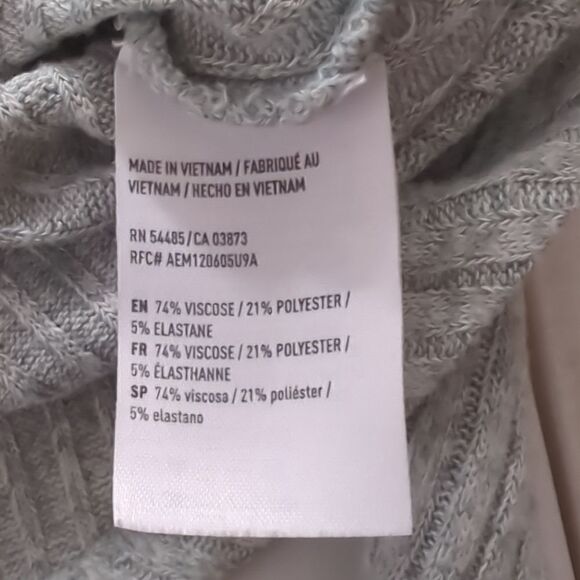 MADE IN VIETNAM / FABRIQUÉ AU
VIETNAM / HECHO EN VIETNAM
RN 54485/CA 03873
RFC# AEM120605U9A
EN 74% VISCOSE / 21% POLYESTER /
5% ELASTANE
FR 74% VISCOSE / 21% POLYESTER /
5% ÉLASTHANNE
SP 74% viscosa / 21% poliéster /
5% elastano